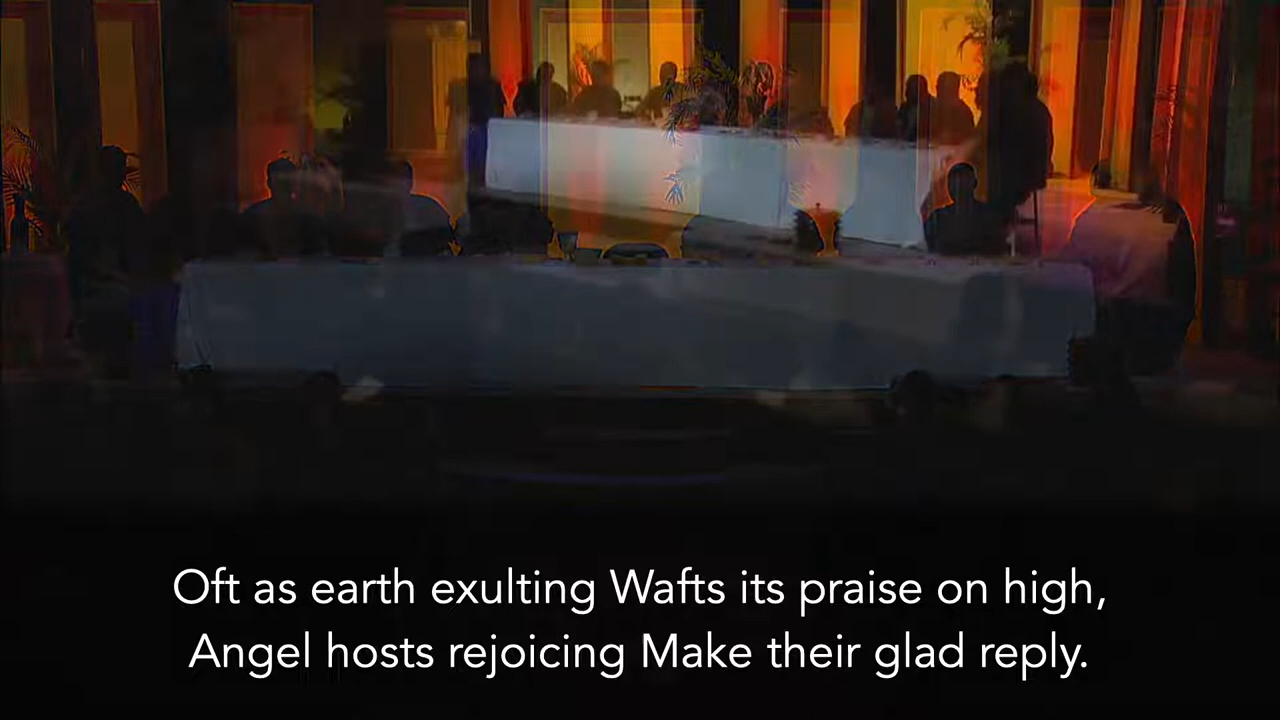 Oft as earth exulting Wafts its praise on high,
Angel hosts rejoicing Make their glad reply.